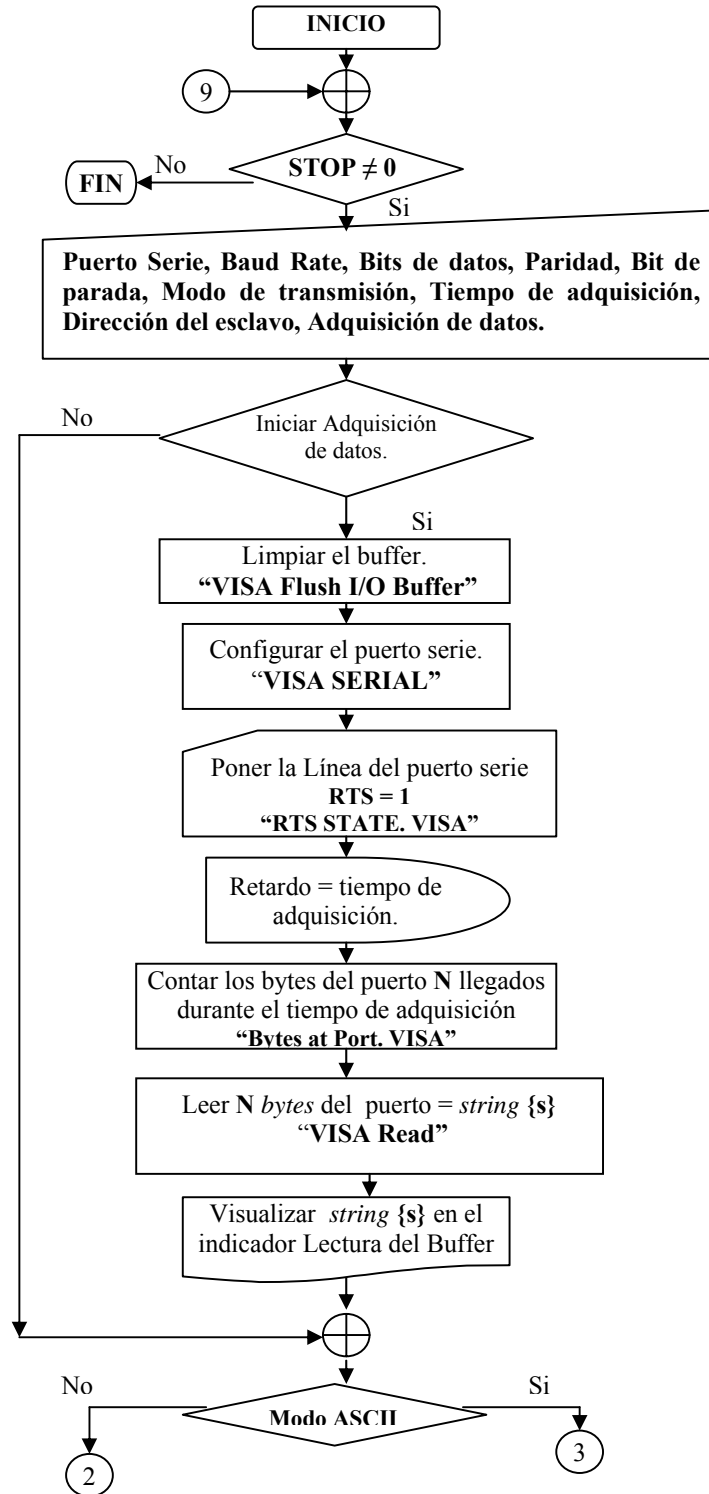 INICIO
9
STOP ≠ 0
No
FIN
Si
Puerto Serie, Baud Rate, Bits de datos, Paridad, Bit de
parada, Modo de transmisión, Tiempo de adquisición,
Dirección del esclavo, Adquisición de datos.
No
Iniciar Adquisición
de datos.
Si
Limpiar el buffer.
“VISA Flush I/O Buffer”
Configurar el puerto serie.
“VISA SERIAL”
Poner la Línea del puerto serie
RTS = 1
“RTS STATE. VISA”
Retardo = tiempo de
adquisición.
Contar los bytes del puerto N llegados
durante el tiempo de adquisición
“Bytes at Port. VISA”
Leer N bytes del puerto = string {s}
“VISA Read”
Visualizar string {s} en el
indicador Lectura del Buffer
No
Si
Modo ASCII
2
3